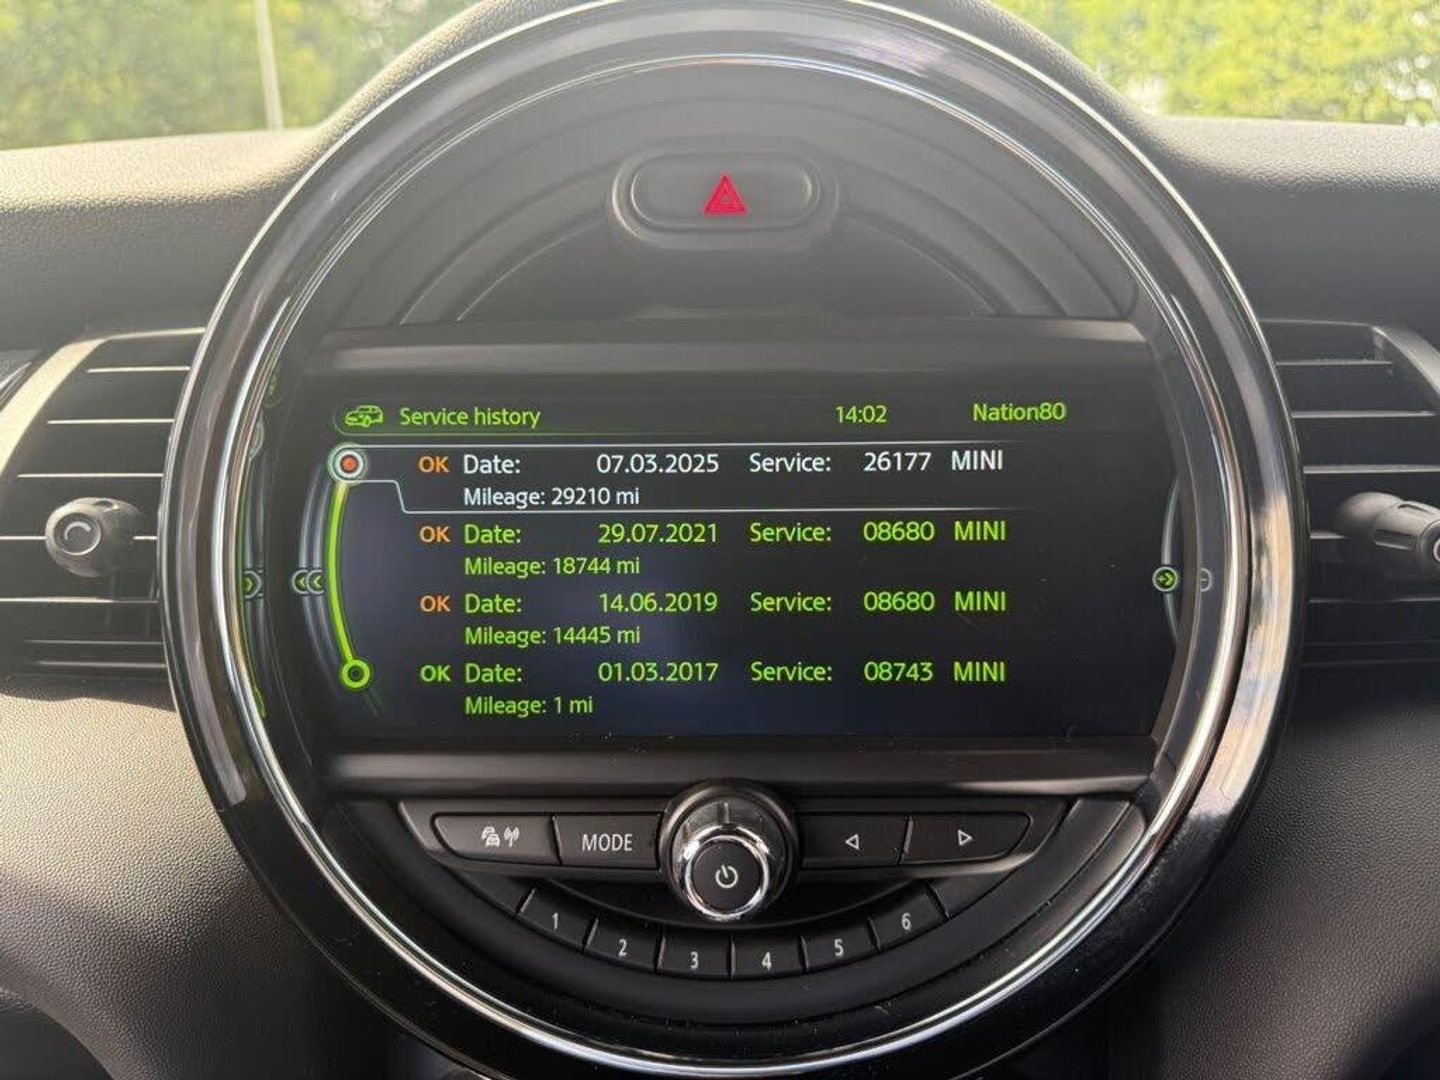 Service history 14:02 Nation80
OK Date: 07.03.2025 Service: 26177 MINI
Mileage: 29210 mi
OK Date: 29.07.2021 Service: 08680 MINI
Mileage: 18744 mi
OK Date: 14.06.2019 Service: 08680 MINI
Mileage: 14445 mi
OK Date: 01.03.2017 Service: 08743 MINI
Mileage: 1 mi
MODE
1 2 3 4 5 6